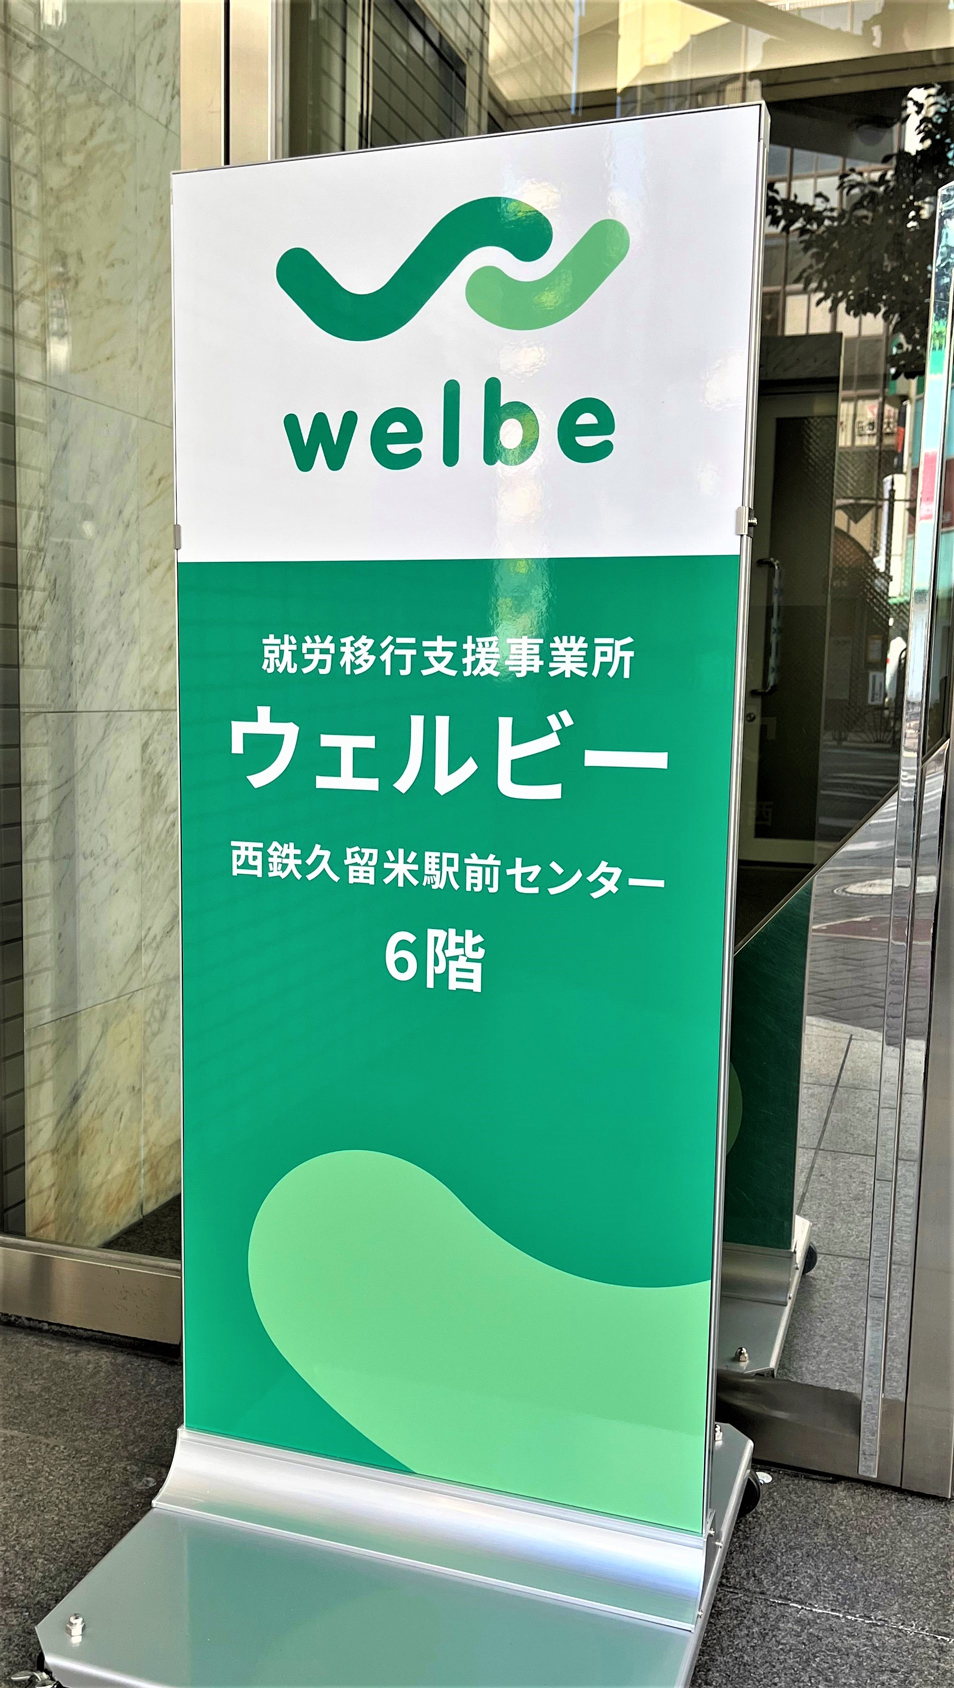 welbe
就労移行支援事業所
ウェルビー
西鉄久留米駅前センター
6階